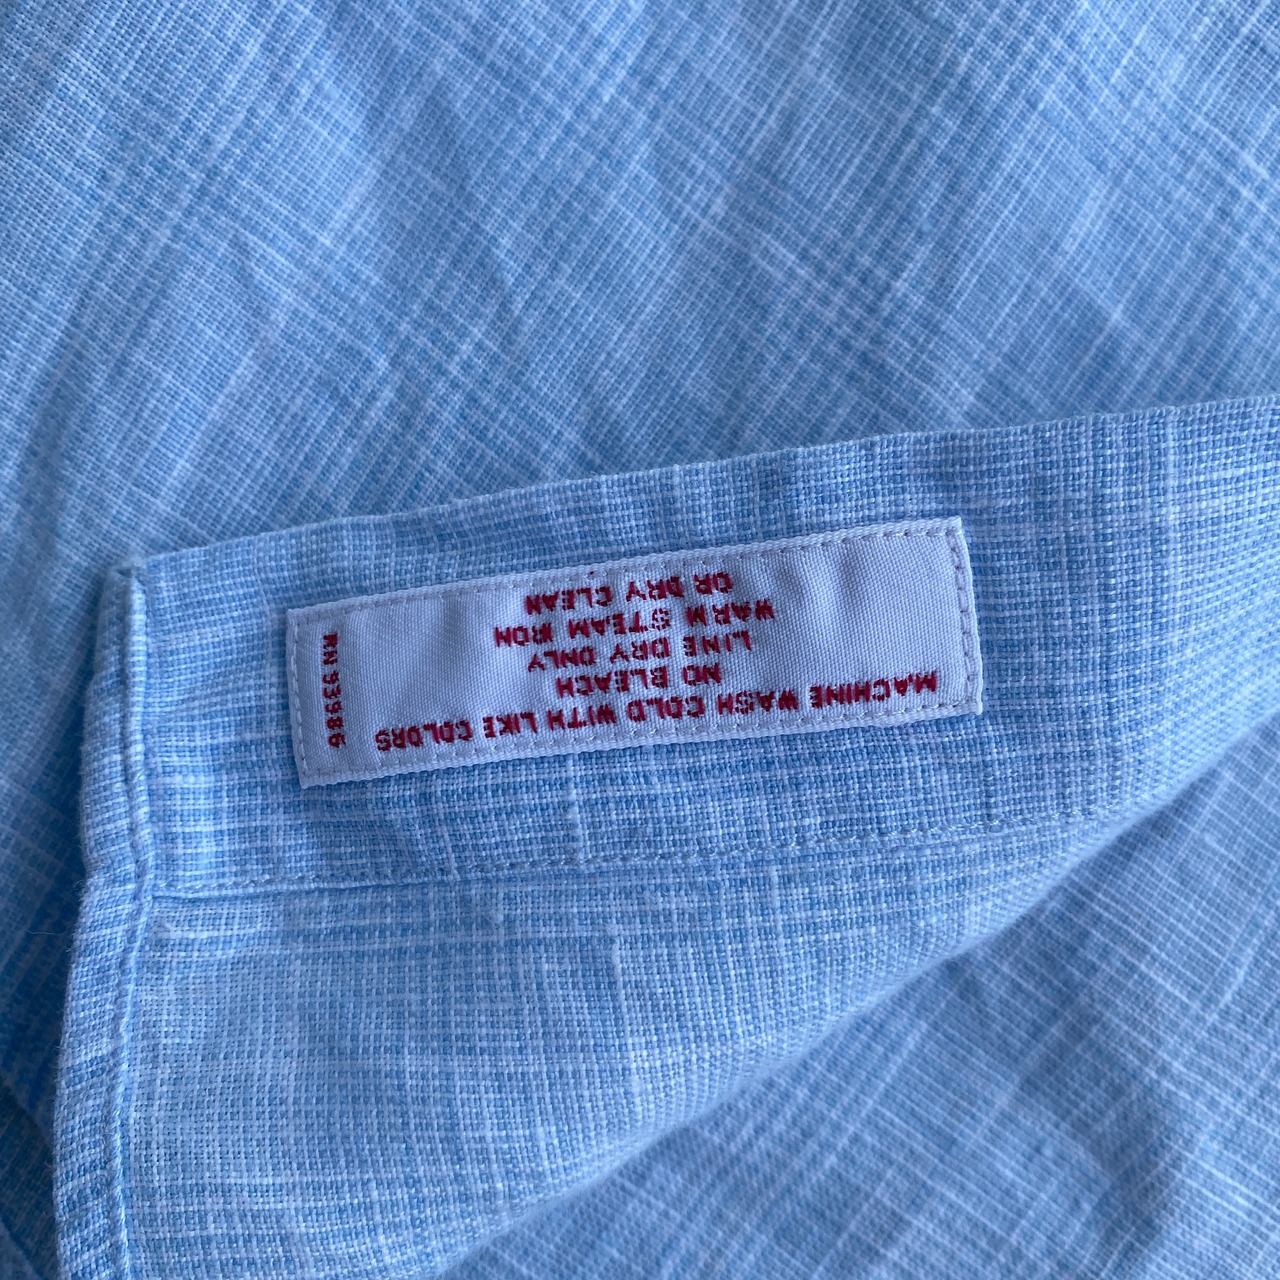 MACHINE WASH COLD WITH LIKE COLORS
NO BLEACH
LINE DRY ONLY
WARM STEAM IRON
OR DRY CLEAN
RN 93986